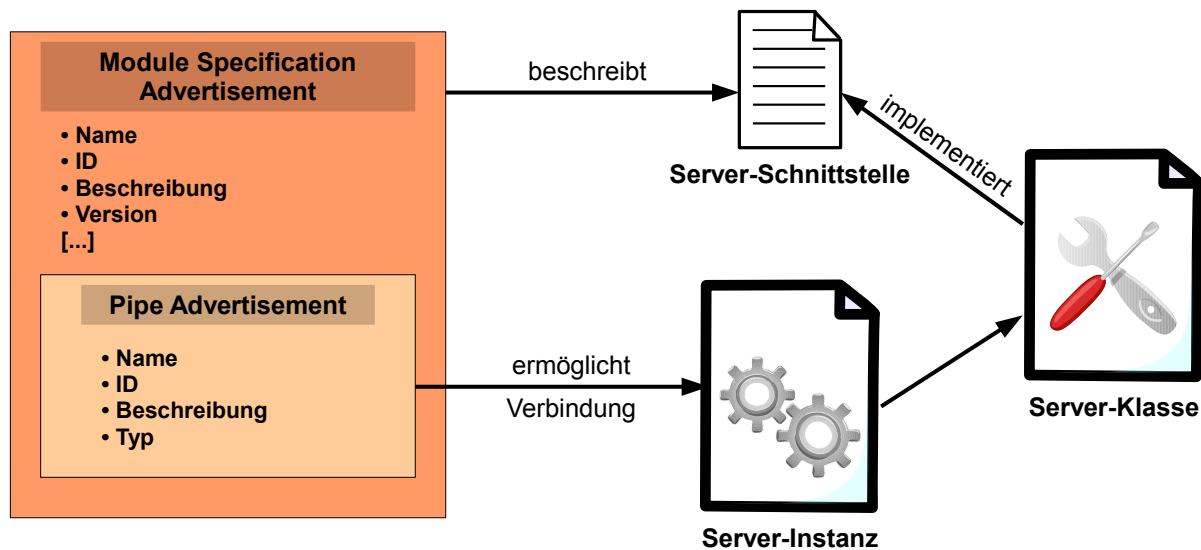 Module Specification
Advertisement
• Name
• ID
• Beschreibung
• Version
[...]
Pipe Advertisement
• Name
• ID
• Beschreibung
• Typ
beschreibt
Server-Schnittstelle
implementiert
ermöglicht
Verbindung
Server-Instanz
Server-Klasse